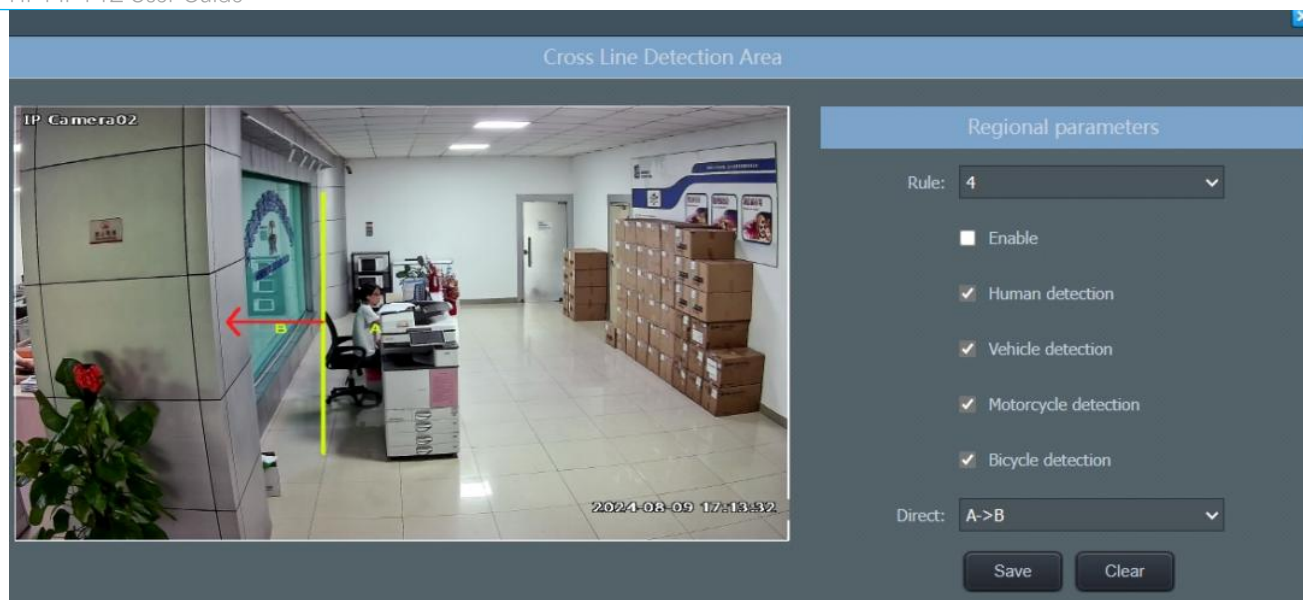 Cross Line Detection Area
IP Camera02
B
A
2024-08-09 17:13:32
Regional parameters
Rule: 4
Enable
Human detection
Vehicle detection
Motorcycle detection
Bicycle detection
Direct: A->B
Save Clear